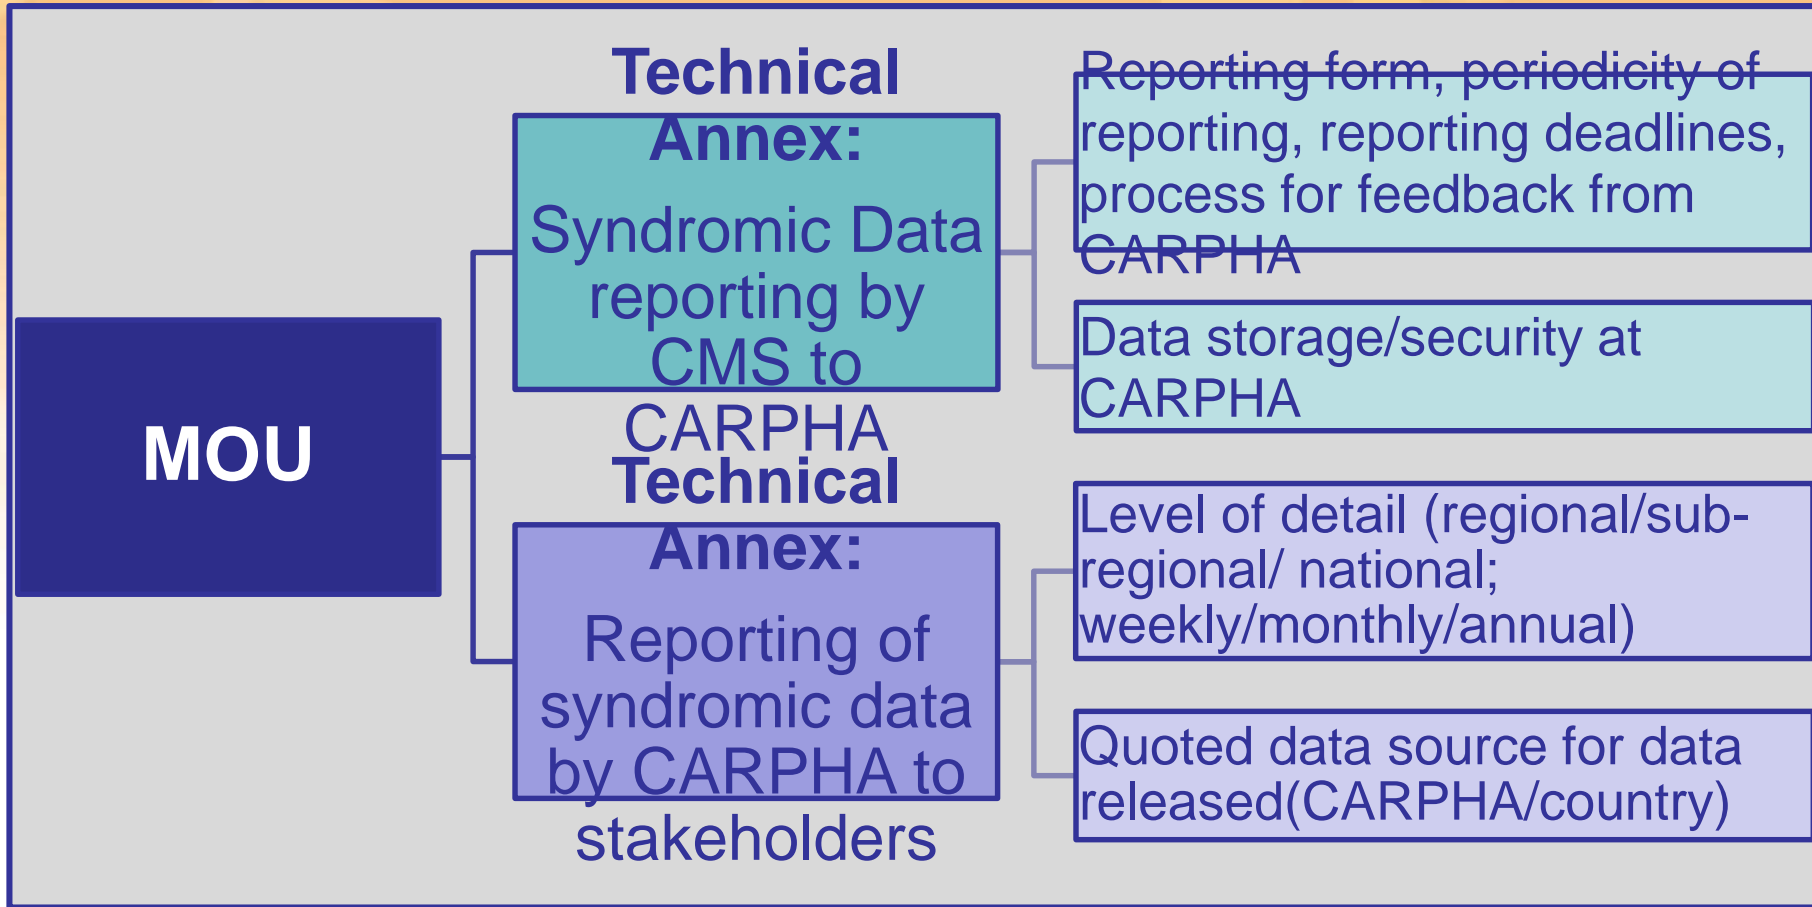 MOU
Technical
Annex:
Syndromic Data
reporting by
CMS to
CARPHA
Reporting form, periodicity of
reporting, reporting deadlines,
process for feedback from
CARPHA
Data storage/security at
CARPHA
Technical
Annex:
Reporting of
syndromic data
by CARPHA to
stakeholders
Level of detail (regional/sub-
regional/ national;
weekly/monthly/annual)
Quoted data source for data
released(CARPHA/country)